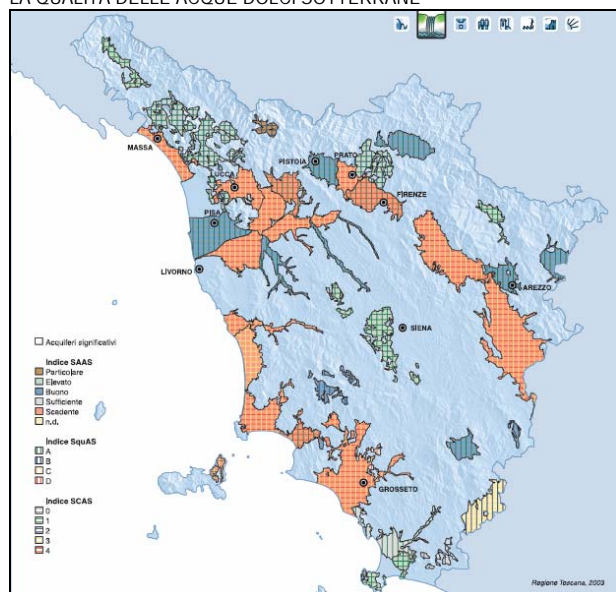 LA QUALITÀ DELLE ACQUE DOLCI SOTTERRANE
MASSA
PISTOIA
PRATO
LUCCA
FIRENZE
PISA
LIVORNO
AREZZO
SIENA
GROSSETO
Acquiferi significativi
Indice SAAS
Particolare
Elevato
Buono
Sufficiente
Scadente
n.d.
Indice SquAS
A
B
C
D
Indice SCAS
0
1
2
3
4
Regione Toscana, 2003